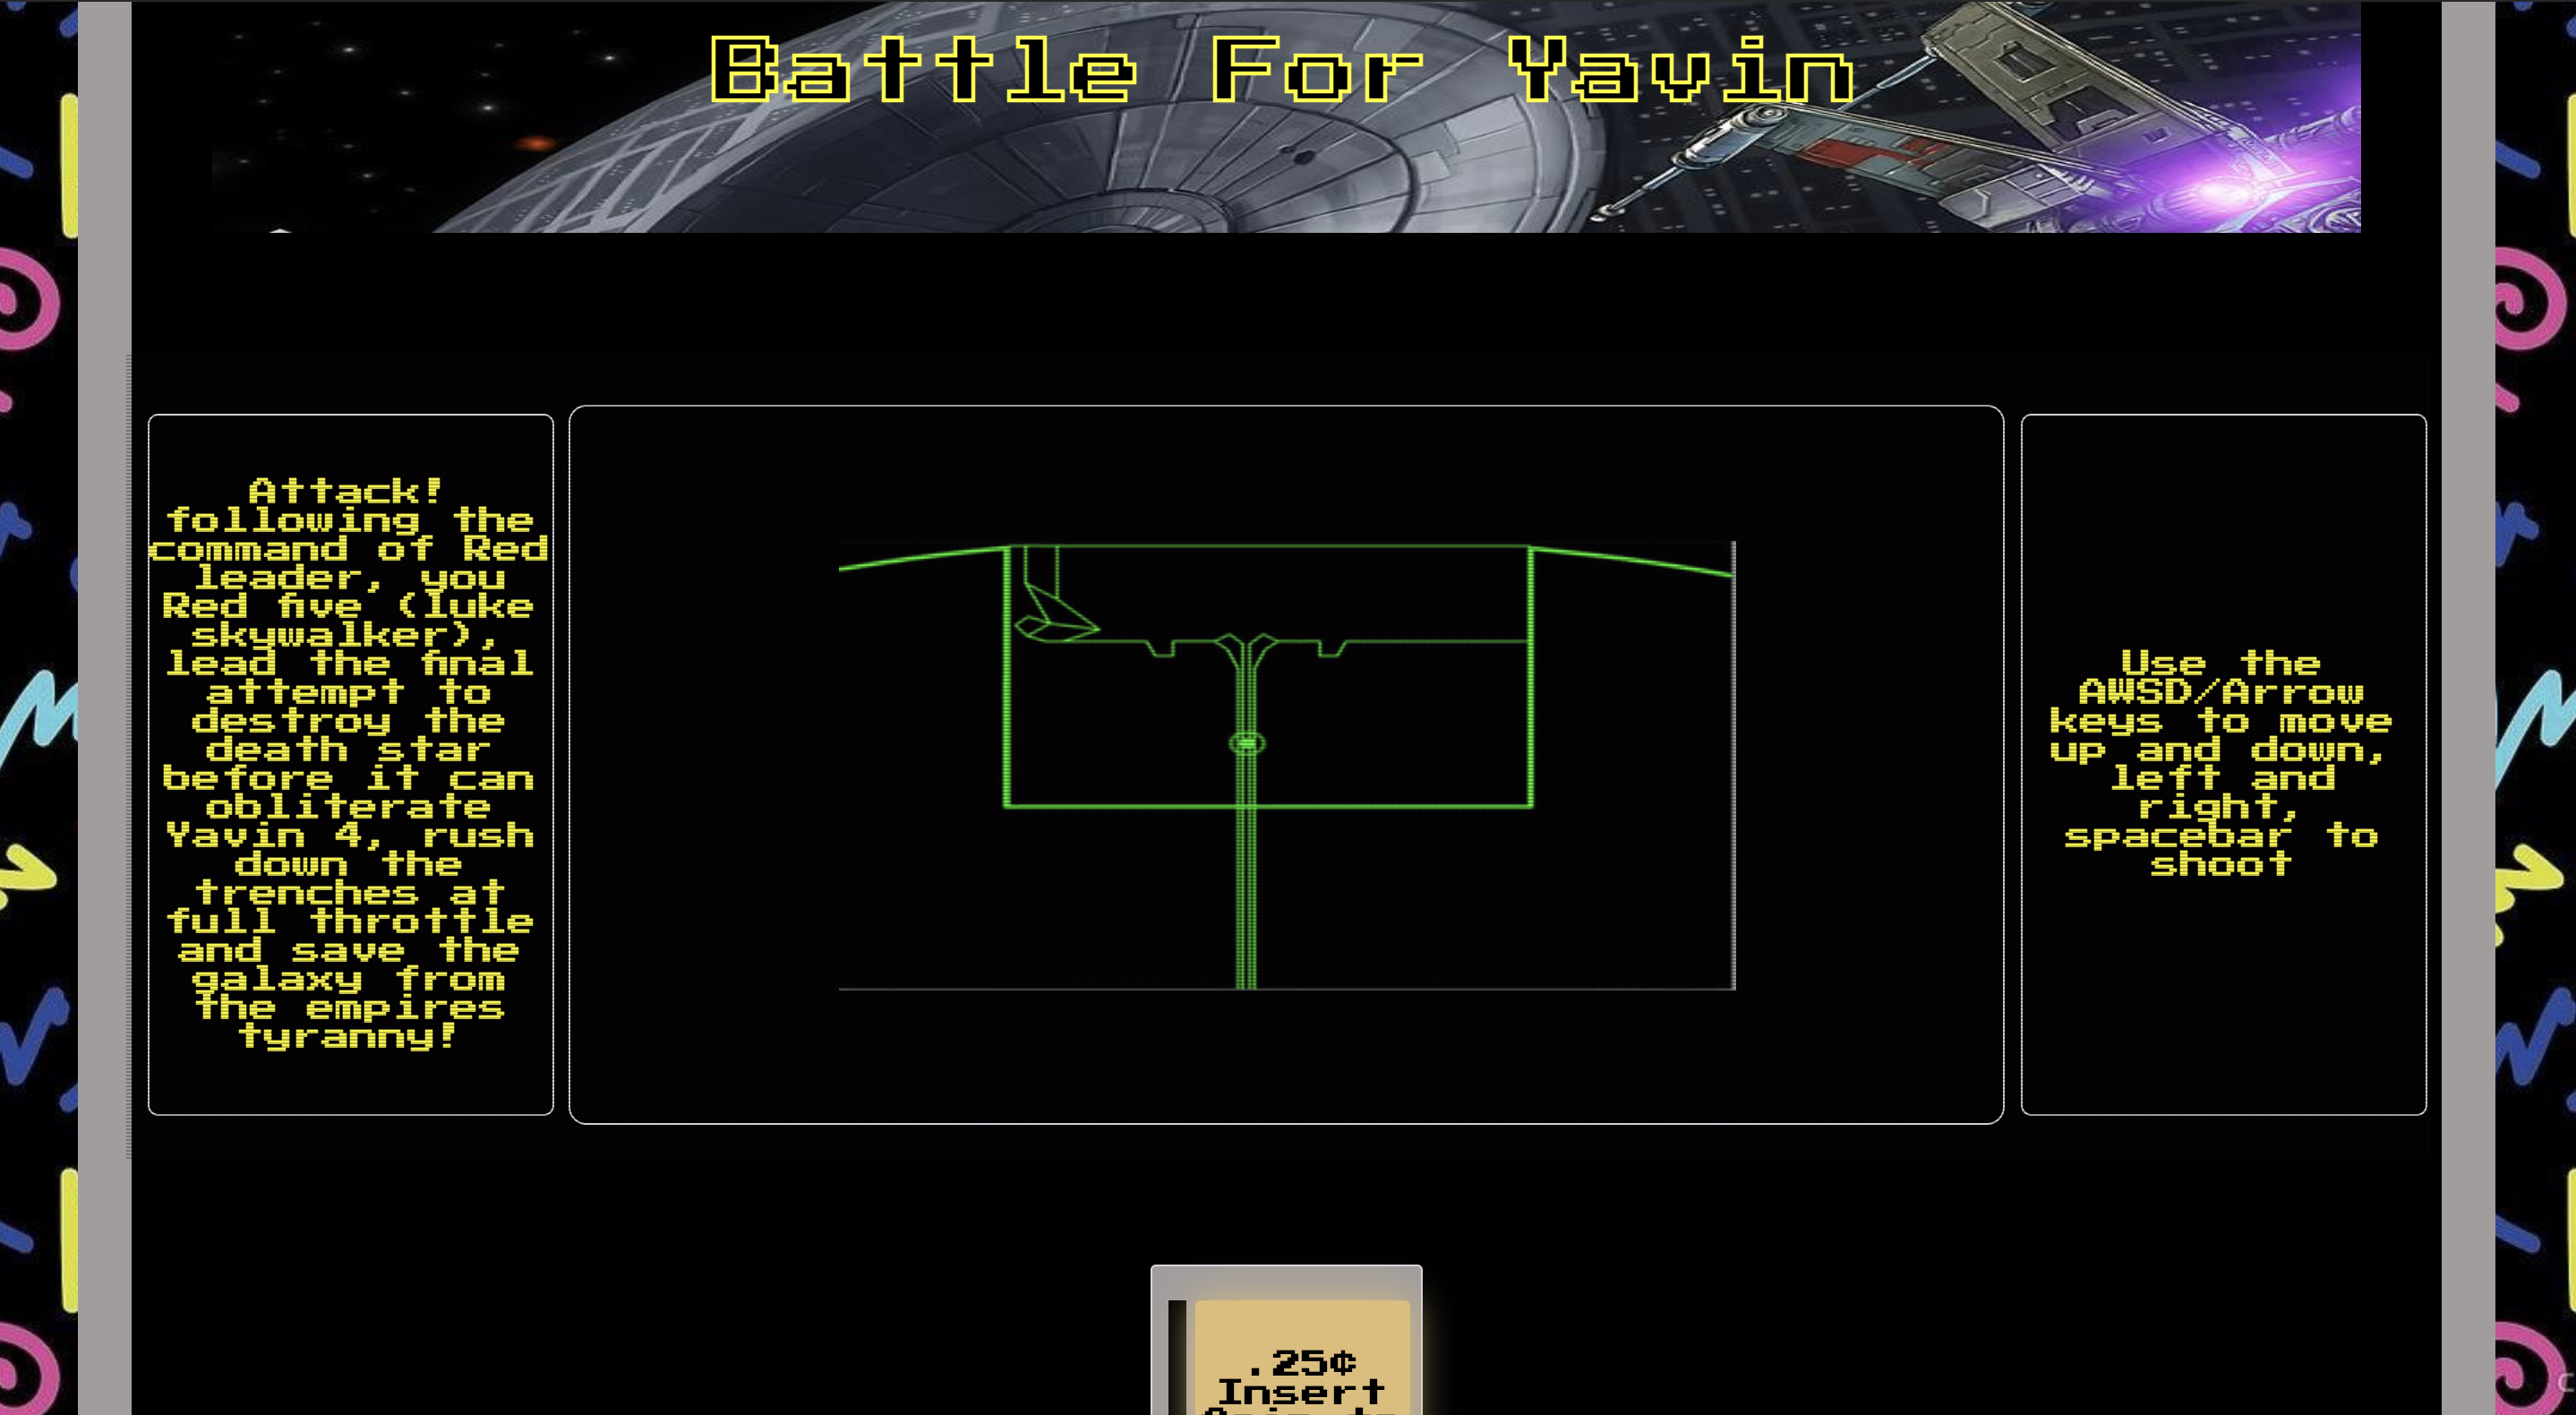 Battle For Yavin
Attack!
following the
command of Red
leader, you
Red five (luke
skywalker),
lead the final
attempt to
destroy the
death star
before it can
obliterate
Yavin 4, rush
down the
trenches at
full throttle
and save the
galaxy from
the empires
tyranny!
Use the
AWSD/Arrow
keys to move
up and down,
left and
right,
spacebar to
shoot
.25¢
Insert